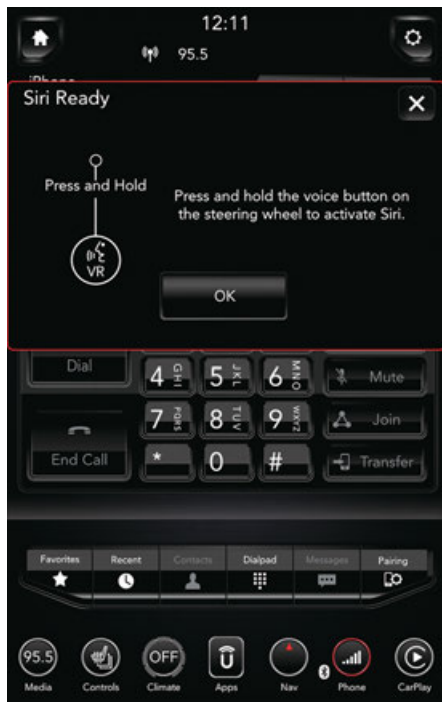 12:11
95.5
iPhone
Siri Ready
Press and Hold
VR
Press and hold the voice button on
the steering wheel to activate Siri.
OK
Dial
4 GHI 5 JKL 6 MNO
Mute
7 PQRS 8 TUV 9 WXYZ
Join
End Call
* 0 #
Transfer
Favorites Recent Contacts Dialpad Messages Pairing
95.5 OFF
Media Controls Climate Apps Nav Phone CarPlay